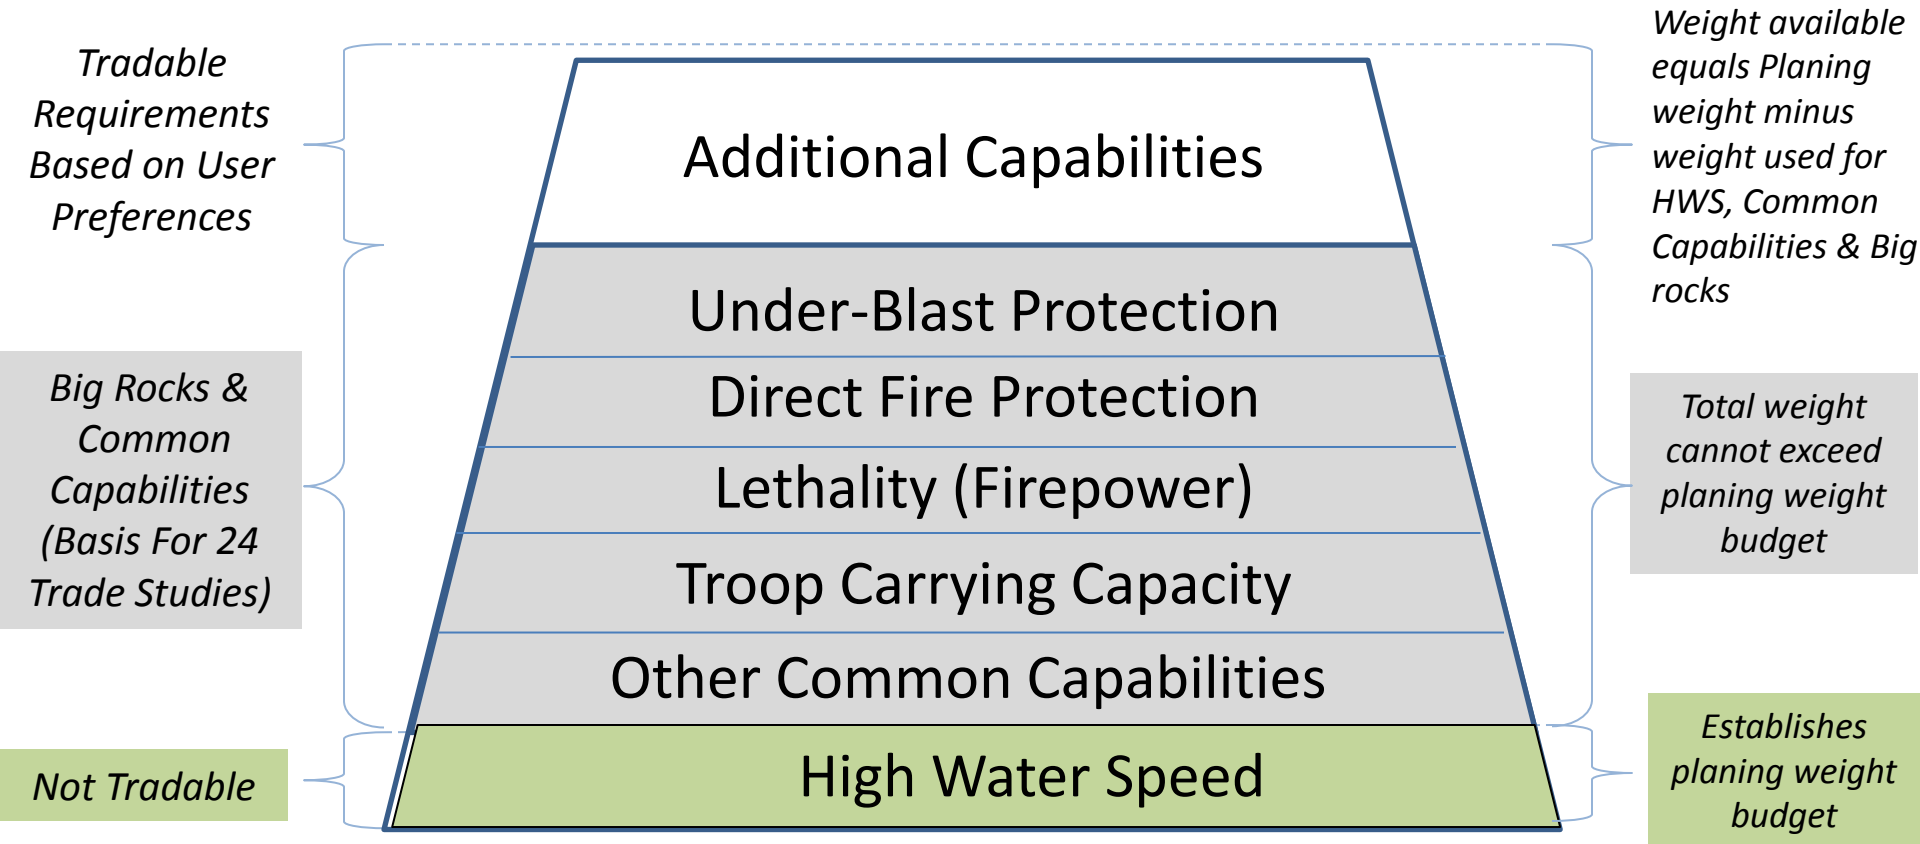 Tradable
Requirements
Based on User
Preferences
Big Rocks &
Common
Capabilities
(Basis For 24
Trade Studies)
Not Tradable
Additional Capabilities
Under-Blast Protection
Direct Fire Protection
Lethality (Firepower)
Troop Carrying Capacity
Other Common Capabilities
High Water Speed
Weight available
equals Planing
weight minus
weight used for
HWS, Common
Capabilities & Big
rocks
Total weight
cannot exceed
planing weight
budget
Establishes
planing weight
budget